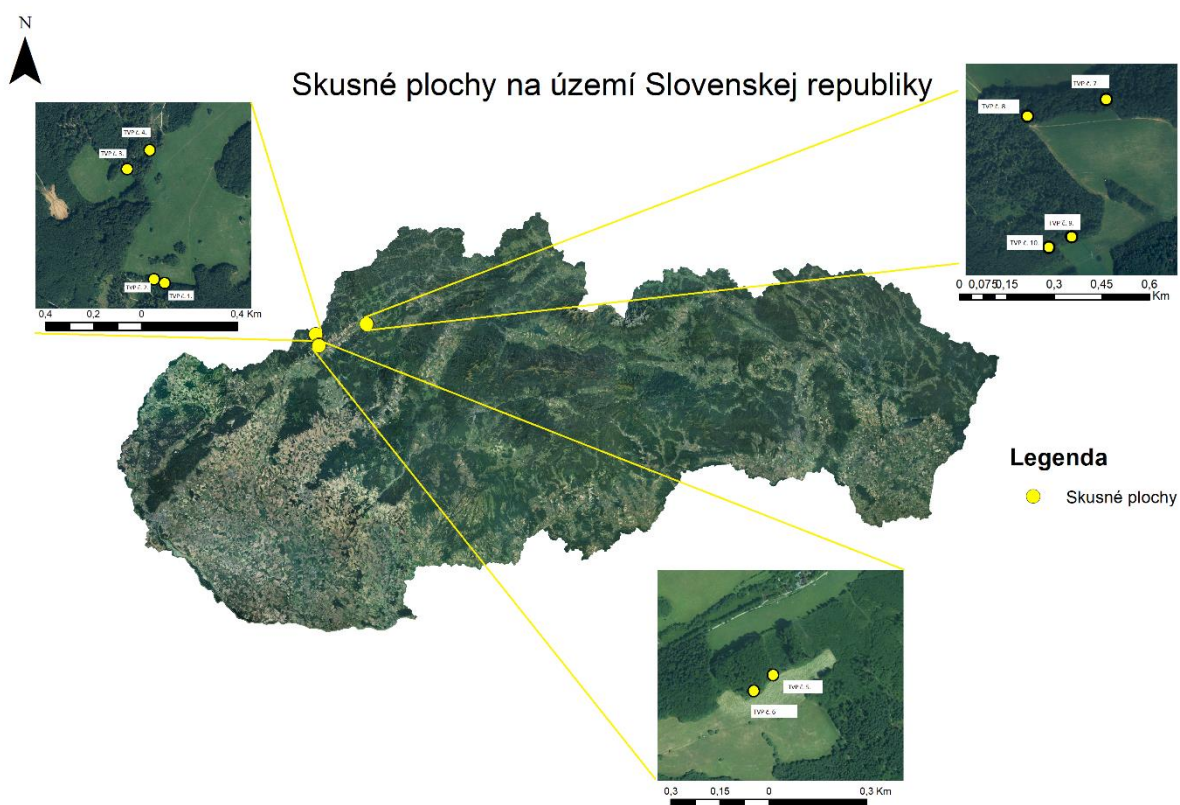 N
Skusné plochy na území Slovenskej republiky
TVP č. 4.
TVP č. 3.
TVP č. 2.
TVP č. 1.
0,4 0,2 0 0,4 Km
TVP č. 7
TVP č. 8.
TVP č. 9.
TVP č. 10
0 0,075 0,15 0,3 0,45 0,6
Km
Legenda
Skusné plochy
TVP č. 5.
TVP č. 6
0,3 0,15 0 0,3 Km